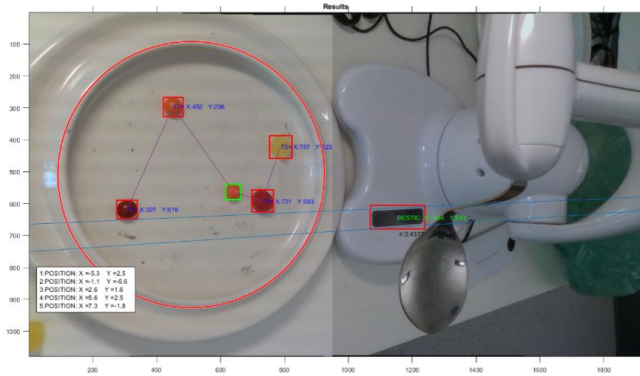 Results
100
200
300
400
500
600
700
800
900
1000
X:452 Y:296
X:787
X:307 Y:619
X:731 Y:593
BESTIC:
1:POSITION: X =-5.3 Y =2.5
2:POSITION: X =-1.1 Y =-5.6
3:POSITION: X =2.6 Y =1.6
4:POSITION: X =5.6 Y =2.5
5:POSITION: X =7.3 Y =-1.8
200
400
600
800
1000
1200
1400
1600
1800